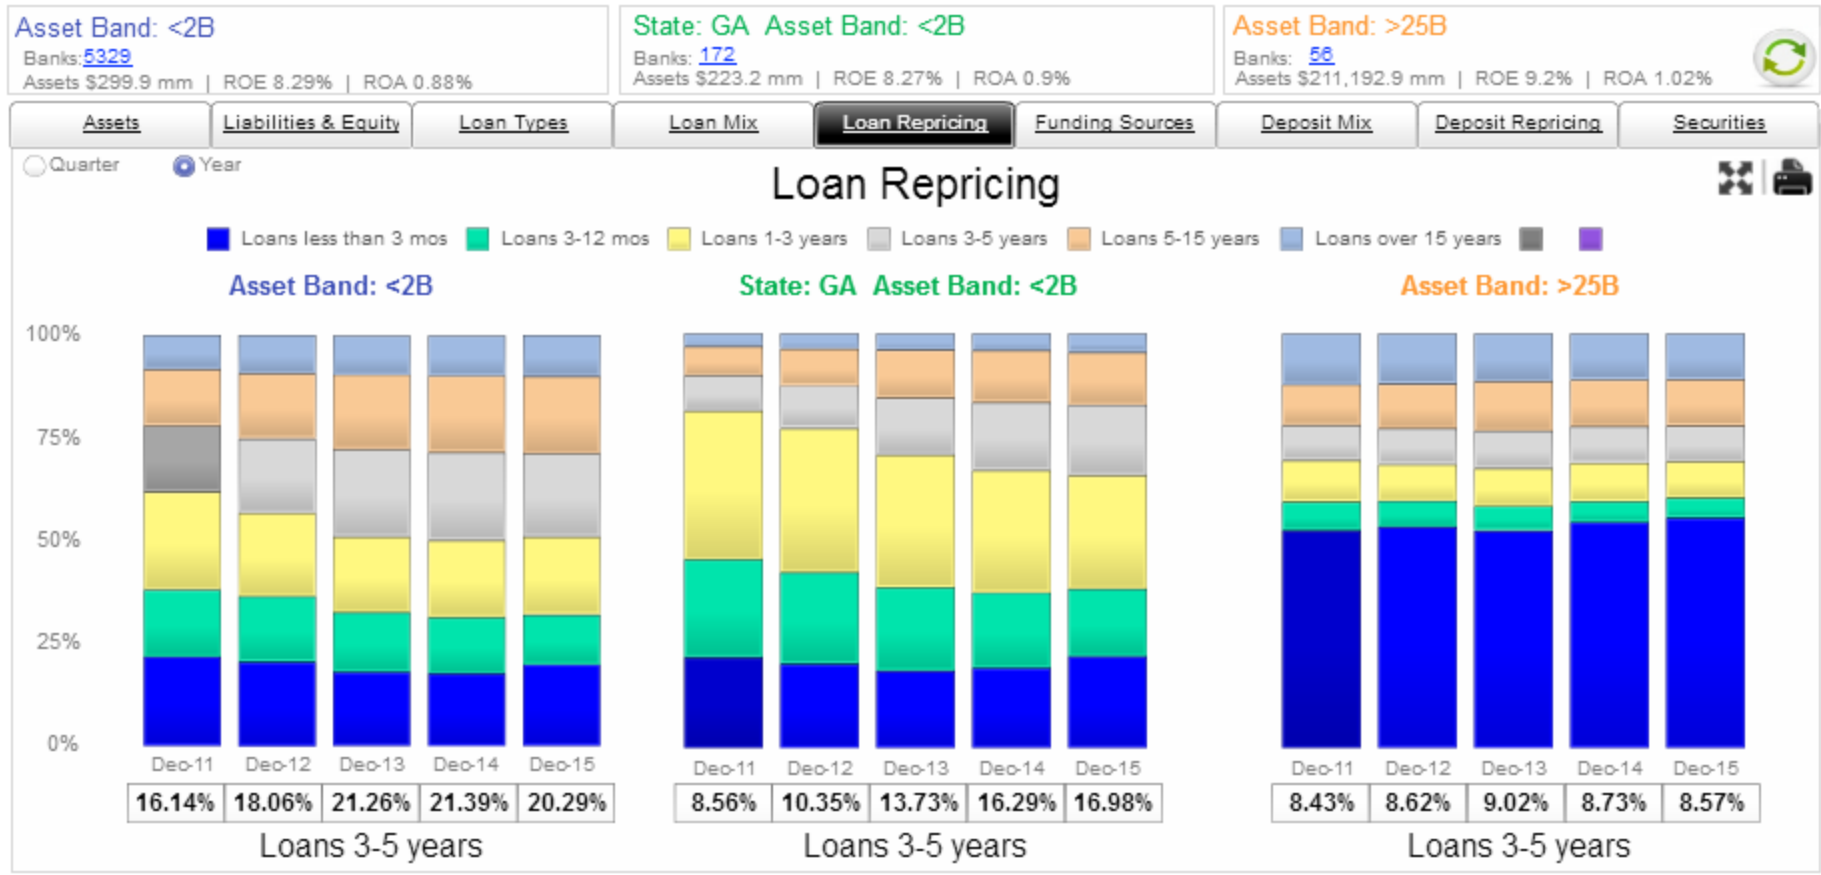 Asset Band: <2B
Banks:5329
Assets $299.9 mm | ROE 8.29% | ROA 0.88%
State: GA Asset Band: <2B
Banks: 172
Assets $223.2 mm | ROE 8.27% | ROA 0.9%
Asset Band: >25B
Banks: 56
Assets $211,192.9 mm | ROE 9.2% | ROA 1.02%
Assets Liabilities & Equity Loan Types Loan Mix Loan Repricing Funding Sources Deposit Mix Deposit Repricing Securities
Quarter Year
Loan Repricing
Loans less than 3 mos Loans 3-12 mos Loans 1-3 years Loans 3-5 years Loans 5-15 years Loans over 15 years
Asset Band: <2B State: GA Asset Band: <2B Asset Band: >25B
100%
75%
50%
25%
0%
Dec-11 Dec-12 Dec-13 Dec-14 Dec-15
16.14% 18.06% 21.26% 21.39% 20.29%
Loans 3-5 years
Dec-11 Dec-12 Dec-13 Dec-14 Dec-15
8.56% 10.35% 13.73% 16.29% 16.98%
Loans 3-5 years
Dec-11 Dec-12 Dec-13 Dec-14 Dec-15
8.43% 8.62% 9.02% 8.73% 8.57%
Loans 3-5 years